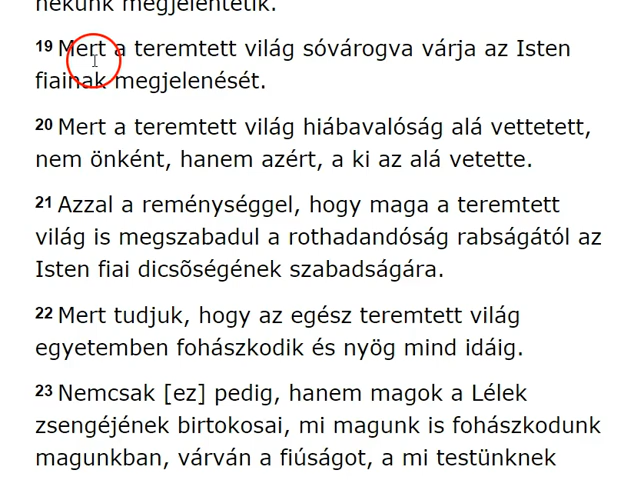 nekünk megjelentetik.
19 Mert a teremtett világ sóvárogva várja az Isten
fiainak megjelenését.
20 Mert a teremtett világ hiábavalóság alá vettetett,
nem önként, hanem azért, a ki az alá vetette.
21 Azzal a reménységgel, hogy maga a teremtett
világ is megszabadul a rothadandóság rabságától az
Isten fiai dicsõségének szabadságára.
22 Mert tudjuk, hogy az egész teremtett világ
egyetemben fohászkodik és nyög mind idáig.
23 Nemcsak [ez] pedig, hanem magok a Lélek
zsengéjének birtokosai, mi magunk is fohászkodunk
magunkban, várván a fiúságot, a mi testünknek